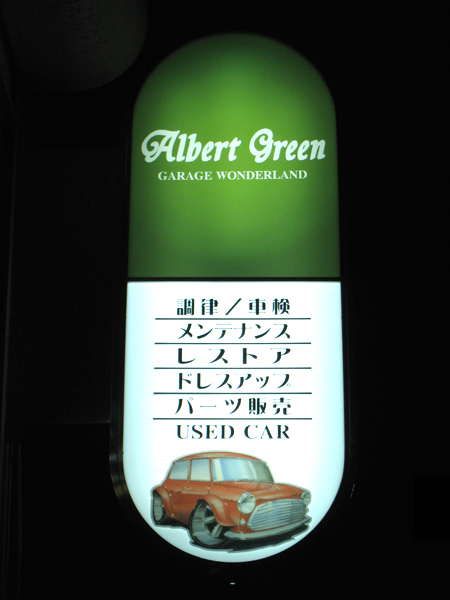 Albert Green
GARAGE WONDERLAND
調律／車検
メンテナンス
レストア
ドレスアップ
パーツ販売
USED CAR